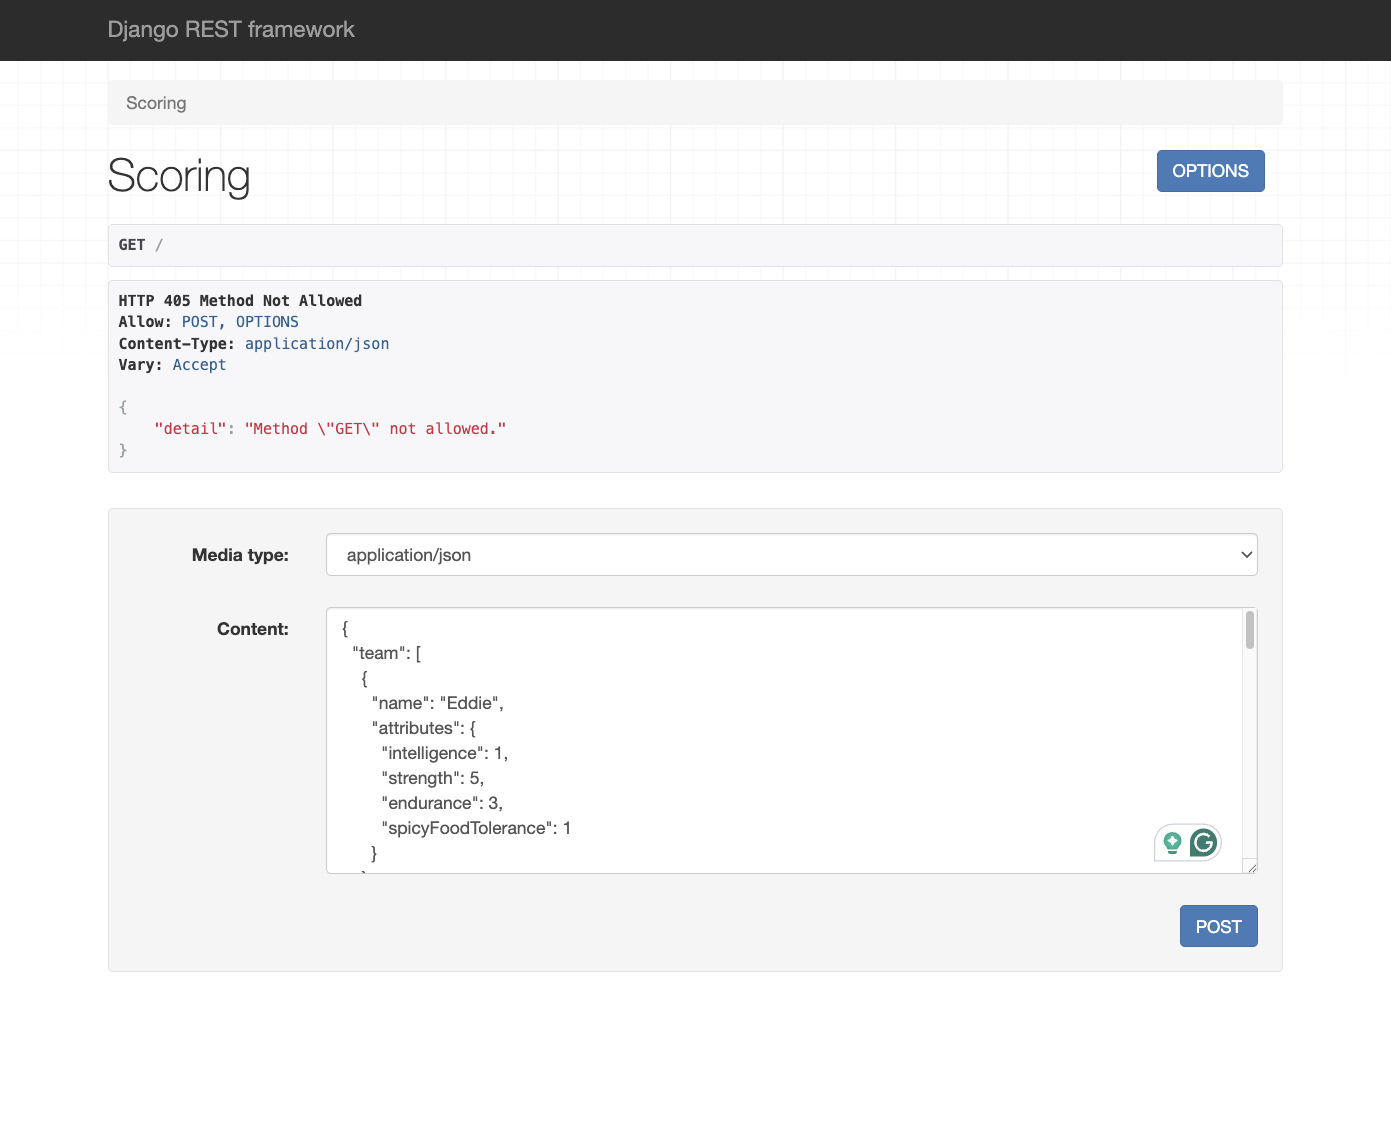 Django REST framework
Scoring
Scoring
OPTIONS
GET /
HTTP 405 Method Not Allowed
Allow: POST, OPTIONS
Content-Type: application/json
Vary: Accept
{
"detail": "Method \"GET\" not allowed."
}
Media type:
application/json
Content:
{
"team": [
{
"name": "Eddie",
"attributes": {
"intelligence": 1,
"strength": 5,
"endurance": 3,
"spicyFoodTolerance": 1
}
POST